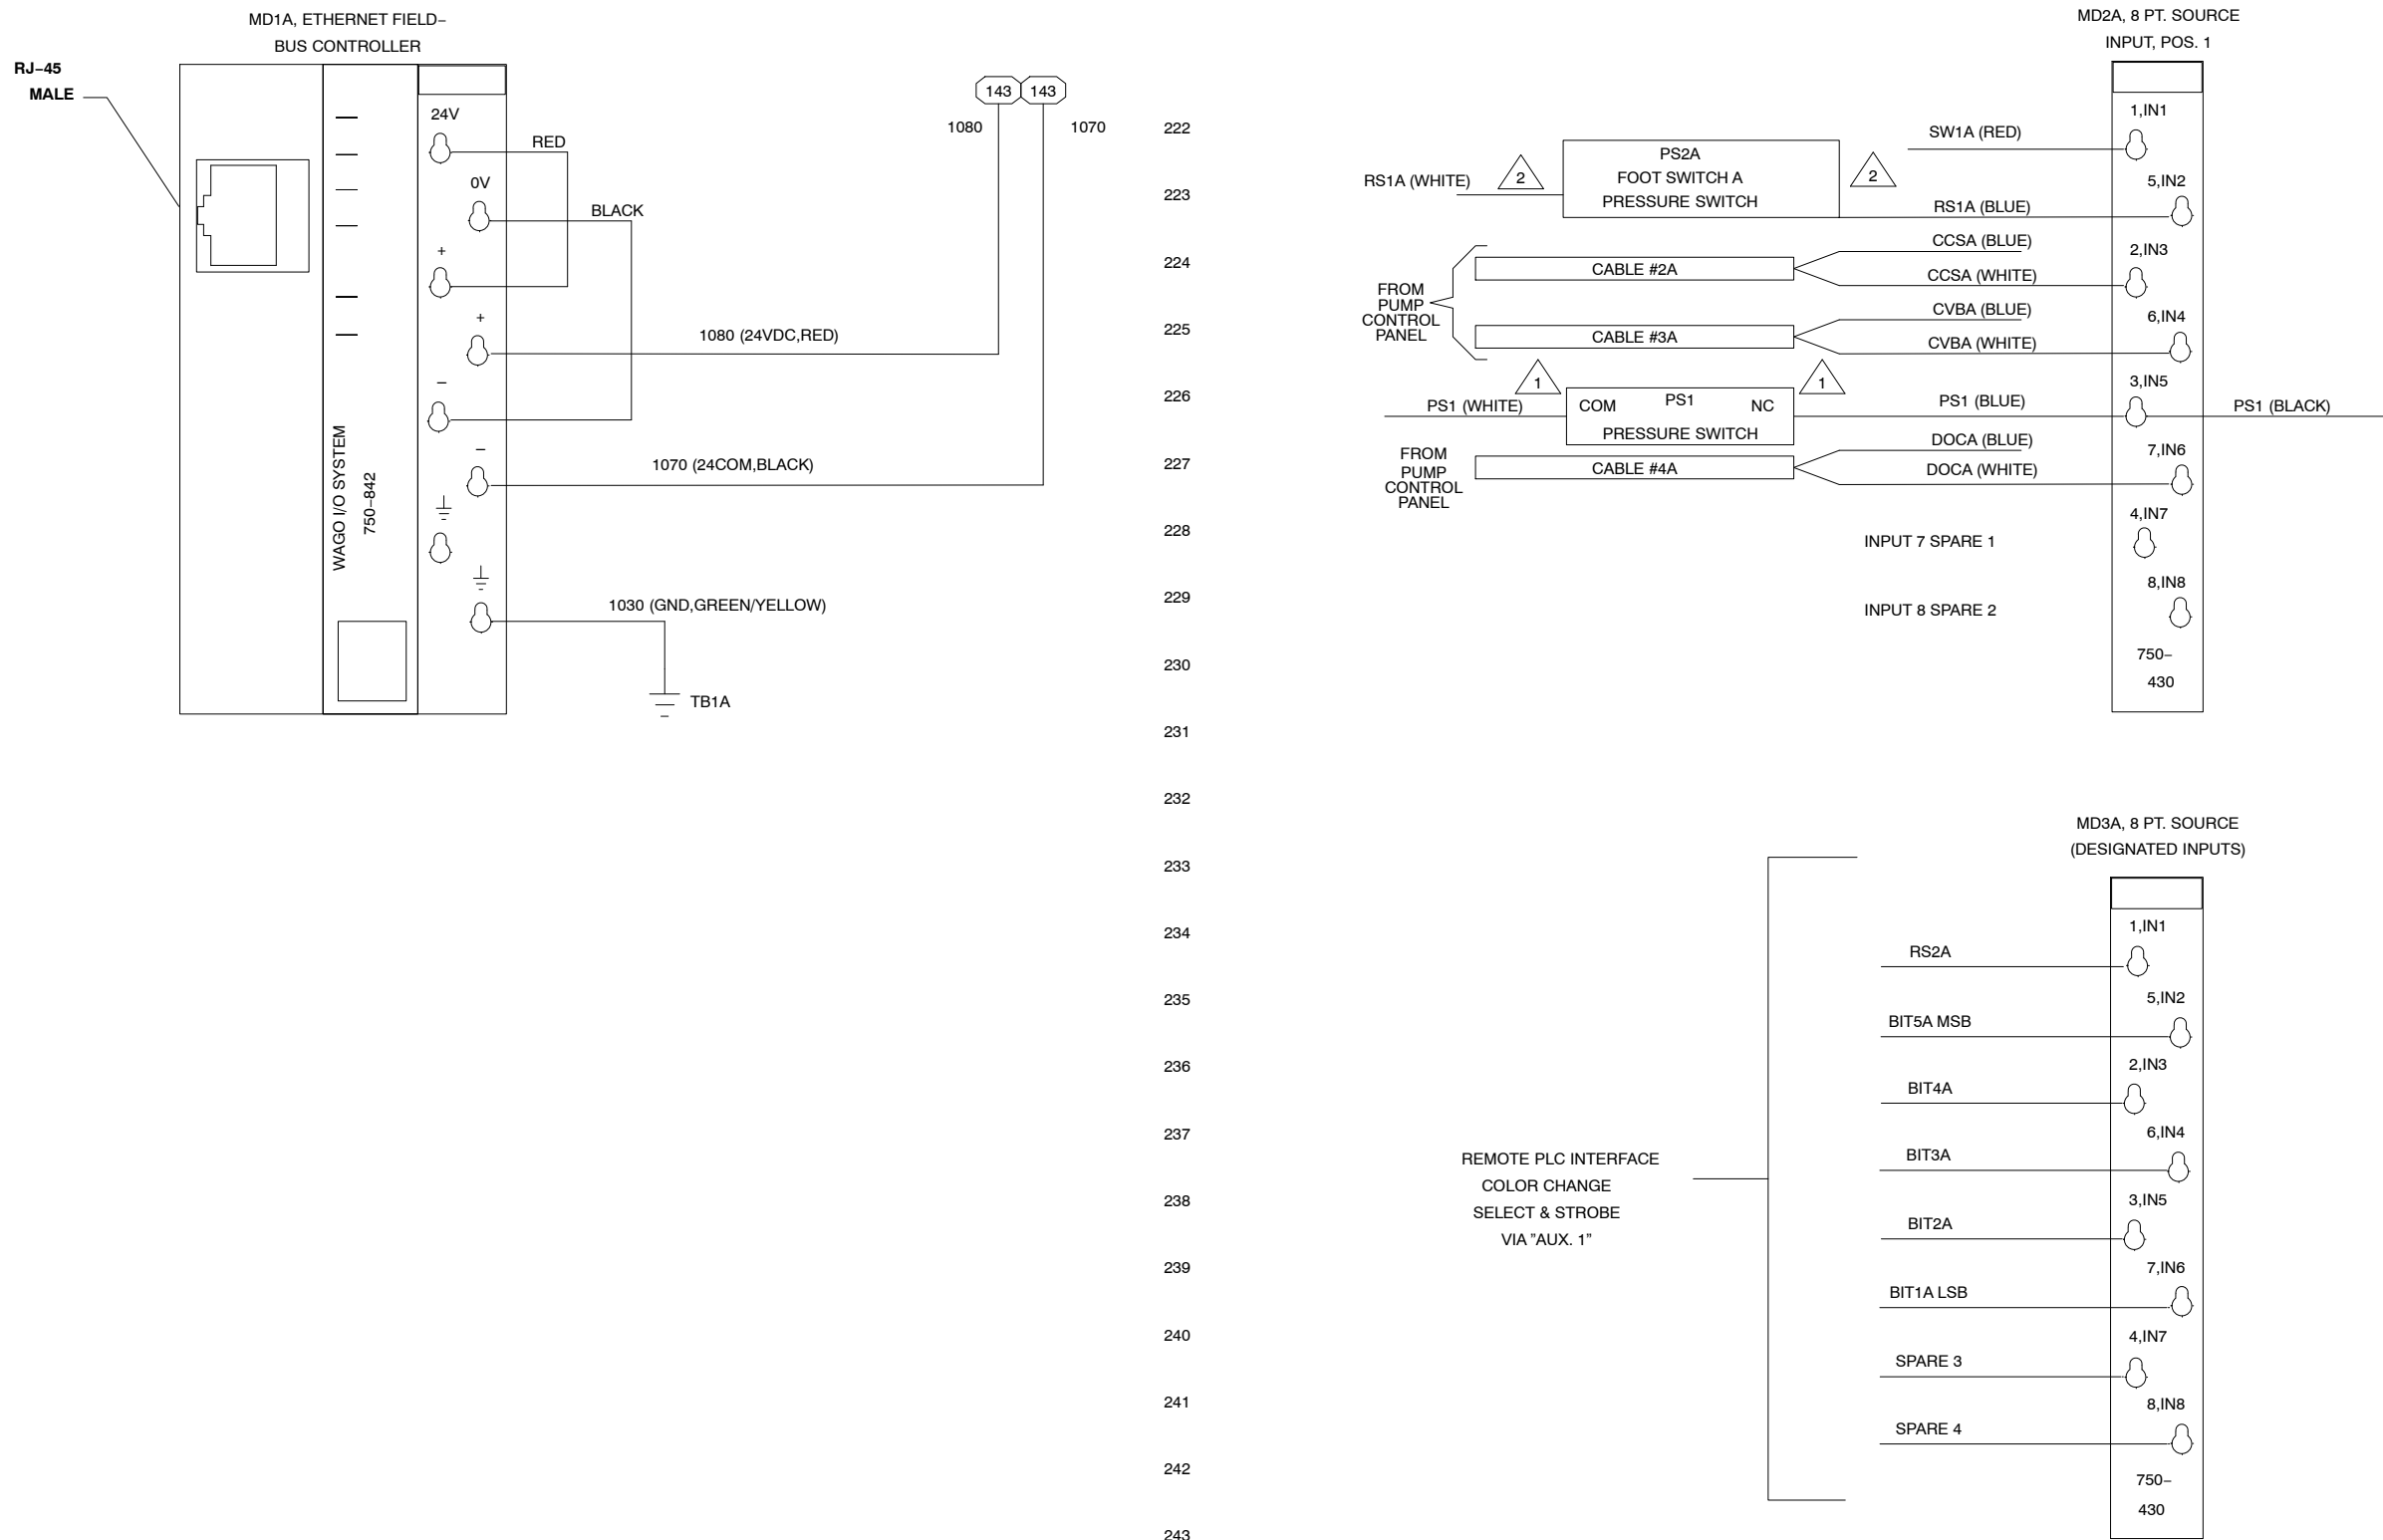 MD1A, ETHERNET FIELD–
BUS CONTROLLER
RJ–45
MALE
24V
RED
0V
BLACK
+
+
1080 (24VDC,RED)
–
–
1070 (24COM,BLACK)
WAGO I/O SYSTEM
750–842
1030 (GND,GREEN/YELLOW)
TB1A
143
143
1080
1070
222
223
224
225
226
227
228
229
230
231
232
233
234
235
236
237
238
239
240
241
242
243
MD2A, 8 PT. SOURCE
INPUT, POS. 1
1,IN1
SW1A (RED)
PS2A
FOOT SWITCH A
PRESSURE SWITCH
2
2
RS1A (WHITE)
5,IN2
RS1A (BLUE)
CCSA (BLUE)
2,IN3
CABLE #2A
CCSA (WHITE)
FROM
PUMP
CONTROL
PANEL
CVBA (BLUE)
6,IN4
CABLE #3A
CVBA (WHITE)
1
1
3,IN5
PS1 (WHITE)
COM
PS1
NC
PRESSURE SWITCH
PS1 (BLUE)
PS1 (BLACK)
DOCA (BLUE)
7,IN6
FROM
PUMP
CONTROL
PANEL
CABLE #4A
DOCA (WHITE)
4,IN7
INPUT 7 SPARE 1
8,IN8
INPUT 8 SPARE 2
750–
430
MD3A, 8 PT. SOURCE
(DESIGNATED INPUTS)
1,IN1
RS2A
5,IN2
BIT5A MSB
2,IN3
BIT4A
6,IN4
BIT3A
REMOTE PLC INTERFACE
COLOR CHANGE
SELECT & STROBE
VIA ”AUX. 1”
3,IN5
BIT2A
7,IN6
BIT1A LSB
4,IN7
SPARE 3
8,IN8
SPARE 4
750–
430